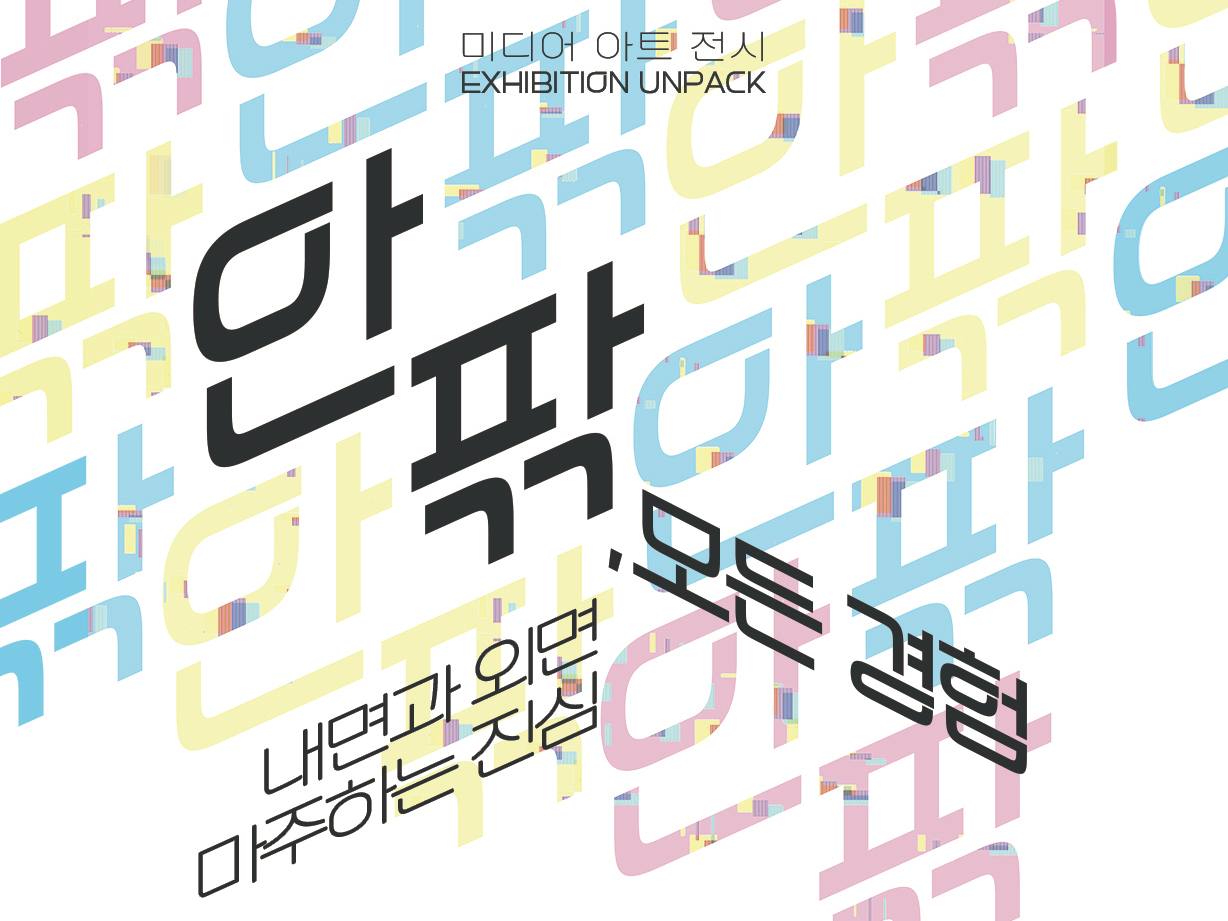 미디어 아트 전시
EXHIBITION UNPACK
안팎
·모든 경험
내면과 외면
마주하는 진심